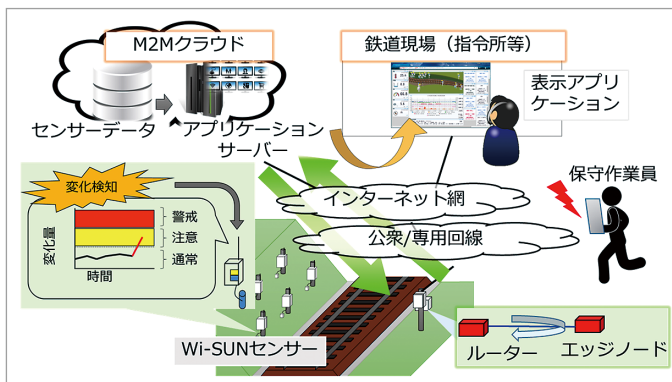 M2Mクラウド
鉄道現場（指令所等）
表示アプリ
ケーション
センサーデータ
アプリケーション
サーバー
変化検知
保守作業員
インターネット網
公衆/専用回線
変化量
警戒
注意
通常
時間
Wi-SUNセンサー
ルーター
エッジノード